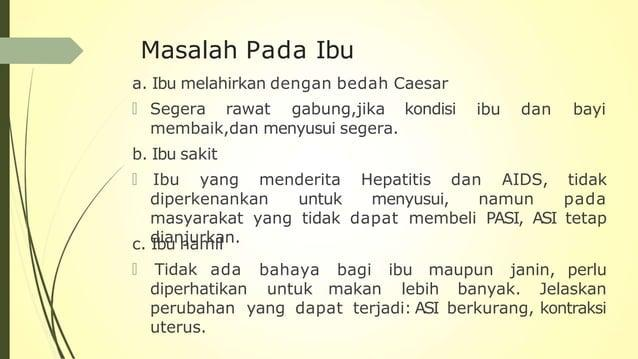 Masalah Pada Ibu
a. Ibu melahirkan dengan bedah Caesar
Segera rawat gabung,jika kondisi ibu dan bayi
membaik,dan menyusui segera.
b. Ibu sakit
Ibu yang menderita Hepatitis dan AIDS, tidak
diperkenankan untuk menyusui, namun pada
masyarakat yang tidak dapat membeli PASI, ASI tetap
dianjurkan.
c. Ibu hamil
Tidak ada bahaya bagi ibu maupun janin, perlu
diperhatikan untuk makan lebih banyak. Jelaskan
perubahan yang dapat terjadi: ASI berkurang, kontraksi
uterus.